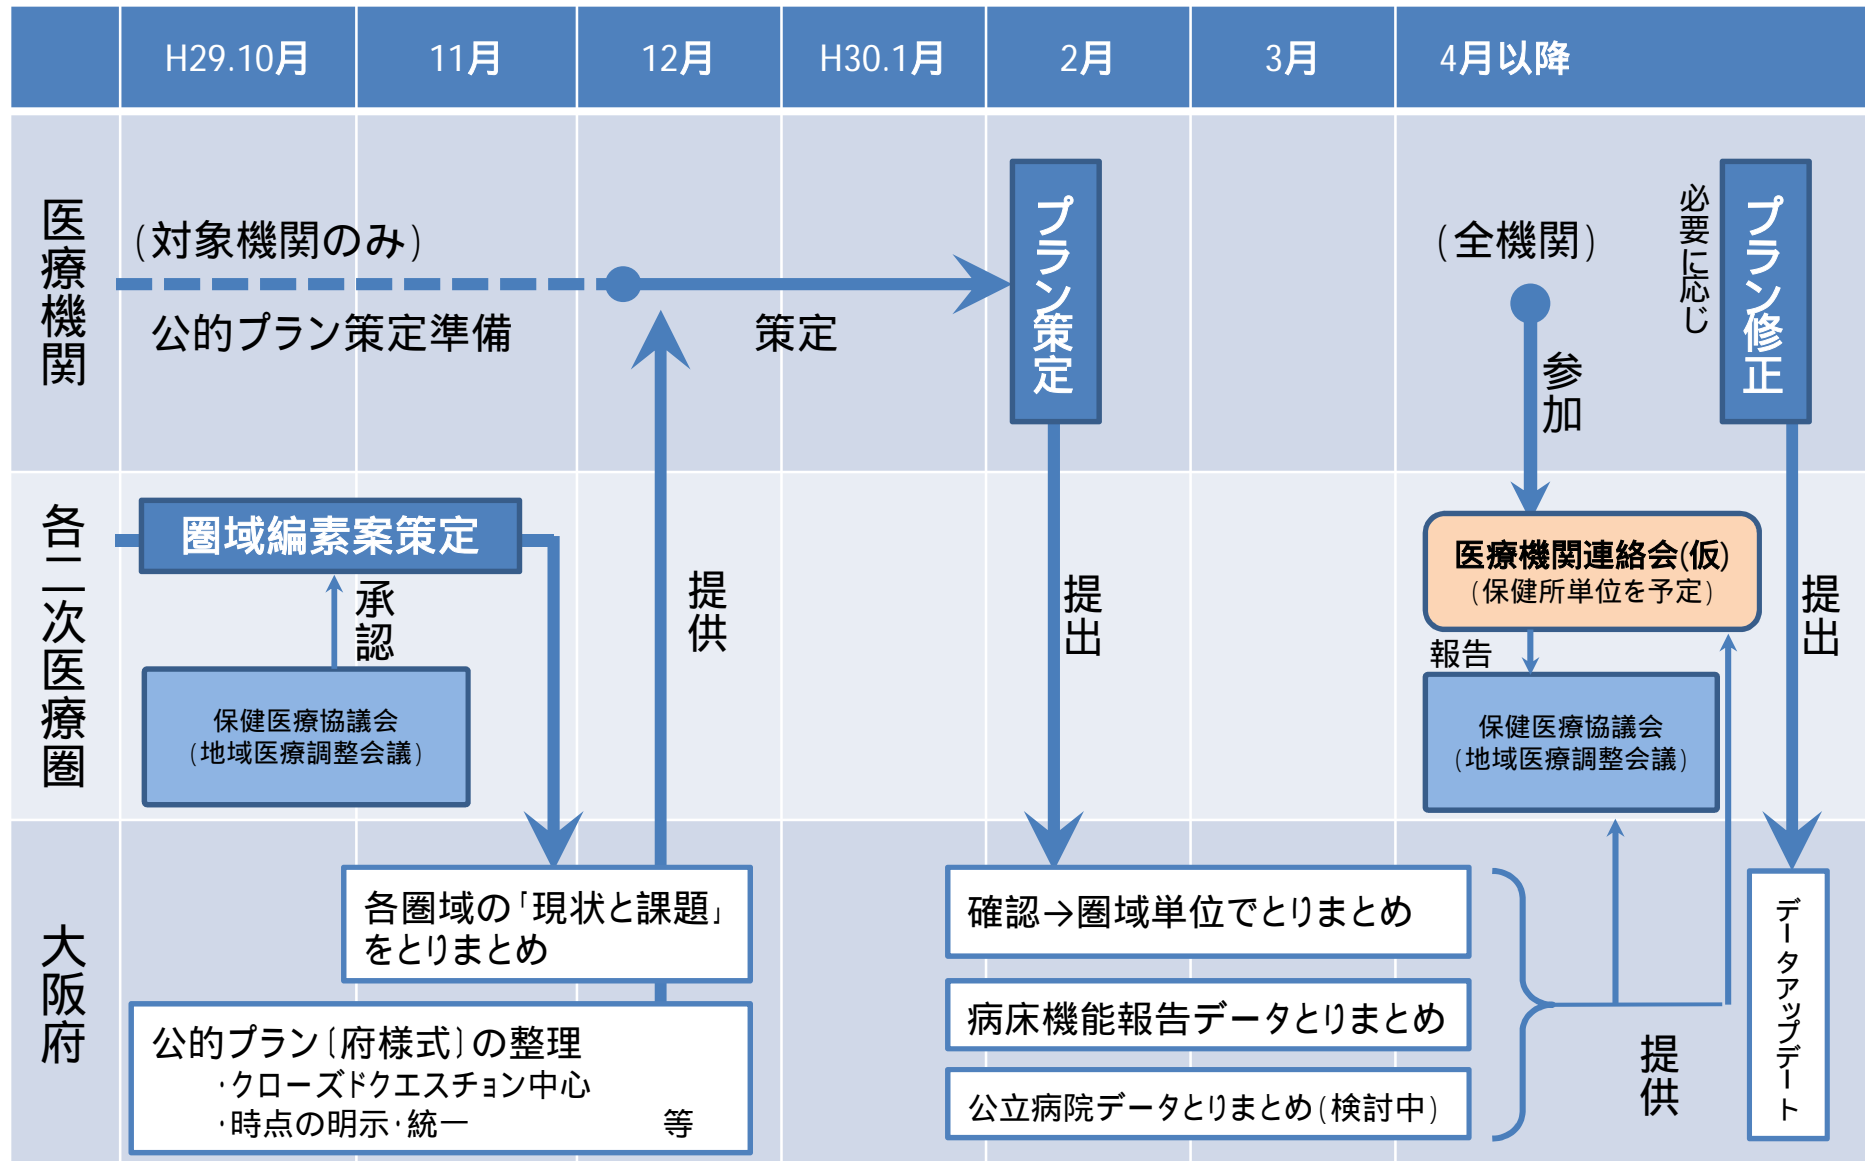 H29.10月
11月
12月
H30.1月
2月
3月
4月以降
医療機関
(対象機関のみ)
公的プラン策定準備
策定
プラン策定
(全機関)
参加
必要に応じ
プラン修正
各二次医療圏
圏域編素案策定
承認
保健医療協議会
(地域医療調整会議)
提供
提出
医療機関連絡会(仮)
(保健所単位を予定)
報告
保健医療協議会
(地域医療調整会議)
提出
大阪府
各圏域の「現状と課題」
をとりまとめ
公的プラン〔府様式〕の整理
・クローズドクエスチョン中心
・時点の明示・統一 等
確認→圏域単位でとりまとめ
病床機能報告データとりまとめ
公立病院データとりまとめ(検討中)
提供
データアップデート